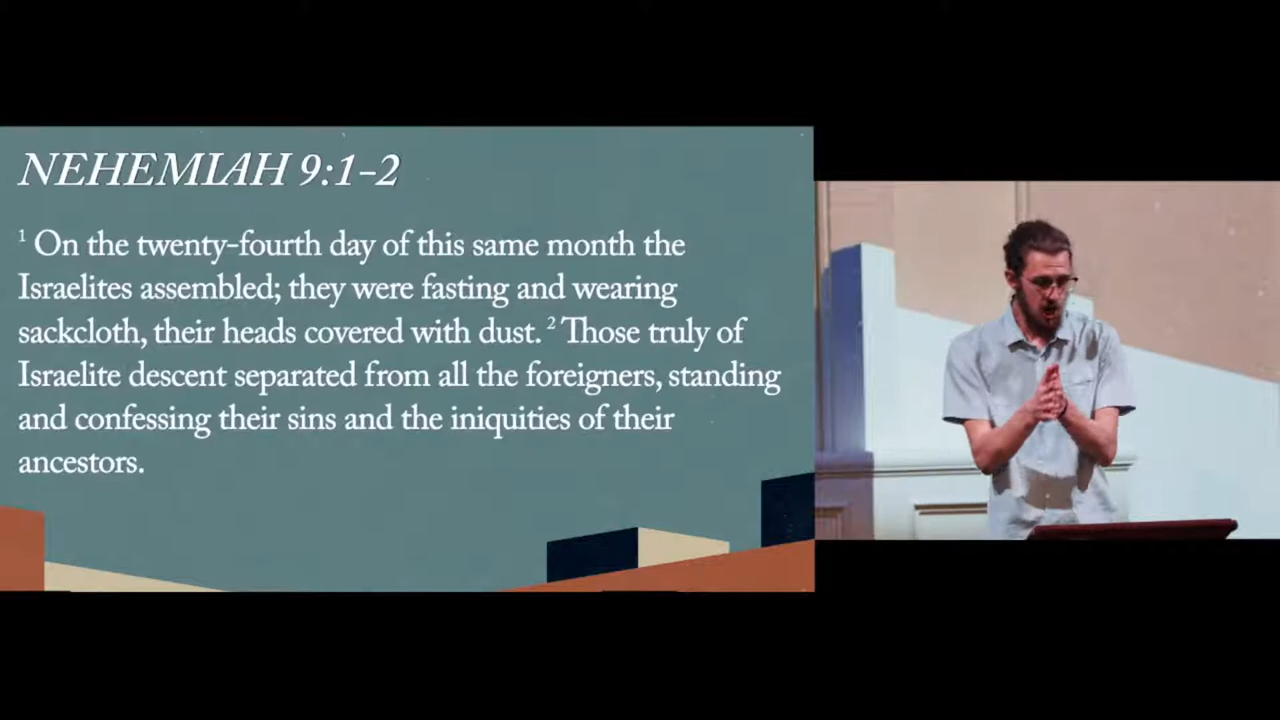 NEHEMIAH 9:1-2
1 On the twenty-fourth day of this same month the
Israelites assembled; they were fasting and wearing
sackcloth, their heads covered with dust. 2 Those truly of
Israelite descent separated from all the foreigners, standing
and confessing their sins and the iniquities of their
ancestors.